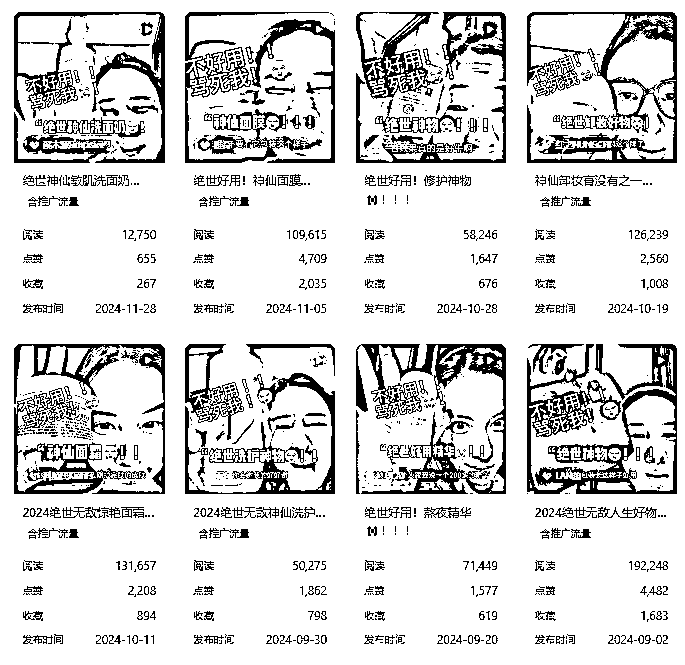 不好用！
骂死我！
“绝世神仙洗面奶！
绝世神仙敏肌洗面奶...
含推广流量
阅读 12,750
点赞 655
收藏 267
发布时间 2024-11-28
不好用！
骂死我！
“神仙面膜！！！
绝世好用！神仙面膜...
含推广流量
阅读 109,615
点赞 4,709
收藏 2,035
发布时间 2024-11-05
不好用！
骂死我！
“绝世神物！！！
绝世好用！修护神物
！！！
阅读 58,246
点赞 1,647
收藏 676
发布时间 2024-10-28
不好用！
骂死我！
“绝世卸妆好物
神仙卸妆有没有之一...
含推广流量
阅读 126,239
点赞 2,560
收藏 1,008
发布时间 2024-10-19
不好用！
骂死我！
“神仙面霜！！
2024绝世无敌惊艳面霜...
含推广流量
阅读 131,657
点赞 2,208
收藏 894
发布时间 2024-10-11
不好用！
骂死我！
“绝世洗护神物！！
2024绝世无敌神仙洗护...
含推广流量
阅读 50,275
点赞 1,862
收藏 798
发布时间 2024-09-30
不好用！
骂死我！
“绝世熬夜精华！！
绝世好用！熬夜精华
！！！
阅读 71,449
点赞 1,577
收藏 619
发布时间 2024-09-20
不好用！
骂死我！
“绝世神物！！！
2024绝世无敌人生好物...
含推广流量
阅读 192,248
点赞 4,482
收藏 1,683
发布时间 2024-09-02